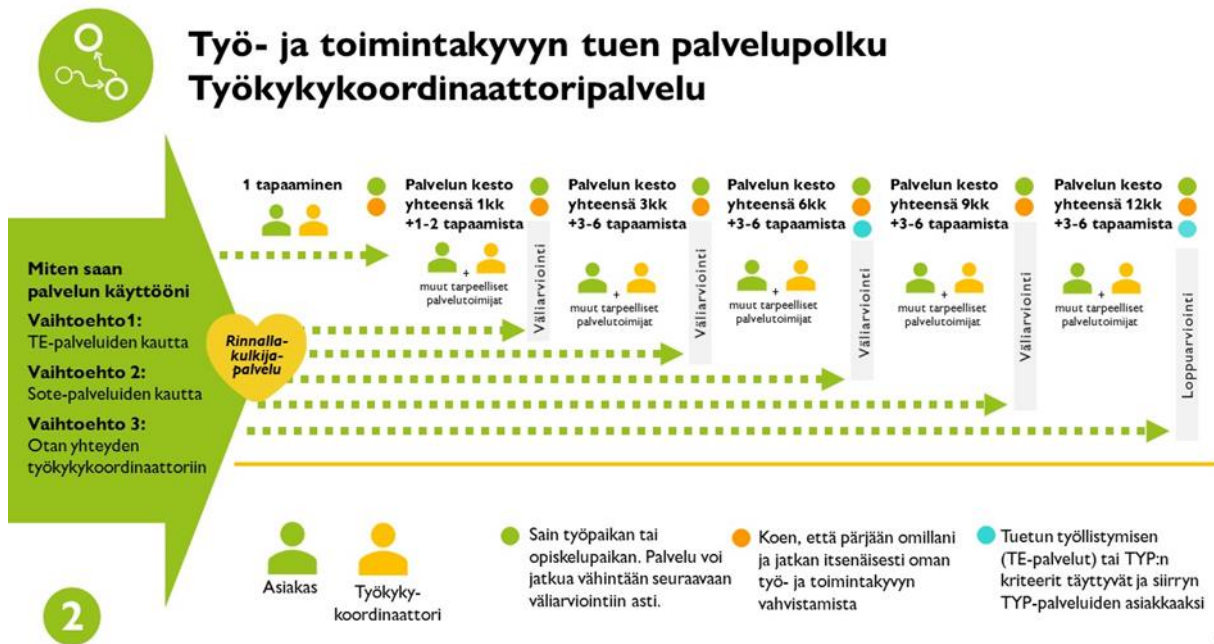 Työ- ja toimintakyvyn tuen palvelupolku
Työkykykoordinaattoripalvelu
Miten saan
palvelun käyttööni
Vaihtoehto1:
TE-palveluiden kautta
Vaihtoehto 2:
Sote-palveluiden kautta
Vaihtoehto 3:
Otan yhteyden
työkykykoordinaattoriin
Rinnalla-
kulkija-
palvelu
1 tapaaminen
Palvelun kesto
yhteensä 1kk
+1-2 tapaamista
+
muut tarpeelliset
palvelutoimijat
Väliarviointi
Palvelun kesto
yhteensä 3kk
+3-6 tapaamista
+
muut tarpeelliset
palvelutoimijat
Väliarviointi
Palvelun kesto
yhteensä 6kk
+3-6 tapaamista
+
muut tarpeelliset
palvelutoimijat
Väliarviointi
Palvelun kesto
yhteensä 9kk
+3-6 tapaamista
+
muut tarpeelliset
palvelutoimijat
Väliarviointi
Palvelun kesto
yhteensä 12kk
+3-6 tapaamista
+
muut tarpeelliset
palvelutoimijat
Loppuarviointi
Asiakas
Työkyky-
koordinaattori
Sain työpaikan tai
opiskelupaikan. Palvelu voi
jatkua vähintään seuraavaan
väliarviointiin asti.
Koen, että pärjään omillani
ja jatkan itsenäisesti oman
työ- ja toimintakyvyn
vahvistamista
Tuetun työllistymisen
(TE-palvelut) tai TYP:n
kriteerit täyttyvät ja siirryn
TYP-palveluiden asiakkaaksi
2